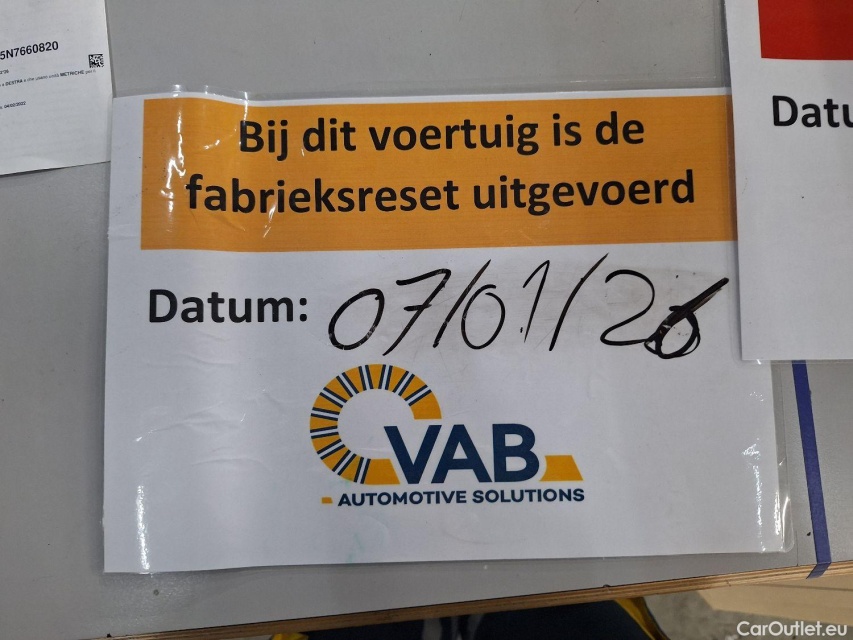 5N7660820
Bij dit voertuig is de
fabrieksreset uitgevoerd
Datum: 07/01/26
VAB
AUTOMOTIVE SOLUTIONS
Datu
CarOutlet.eu